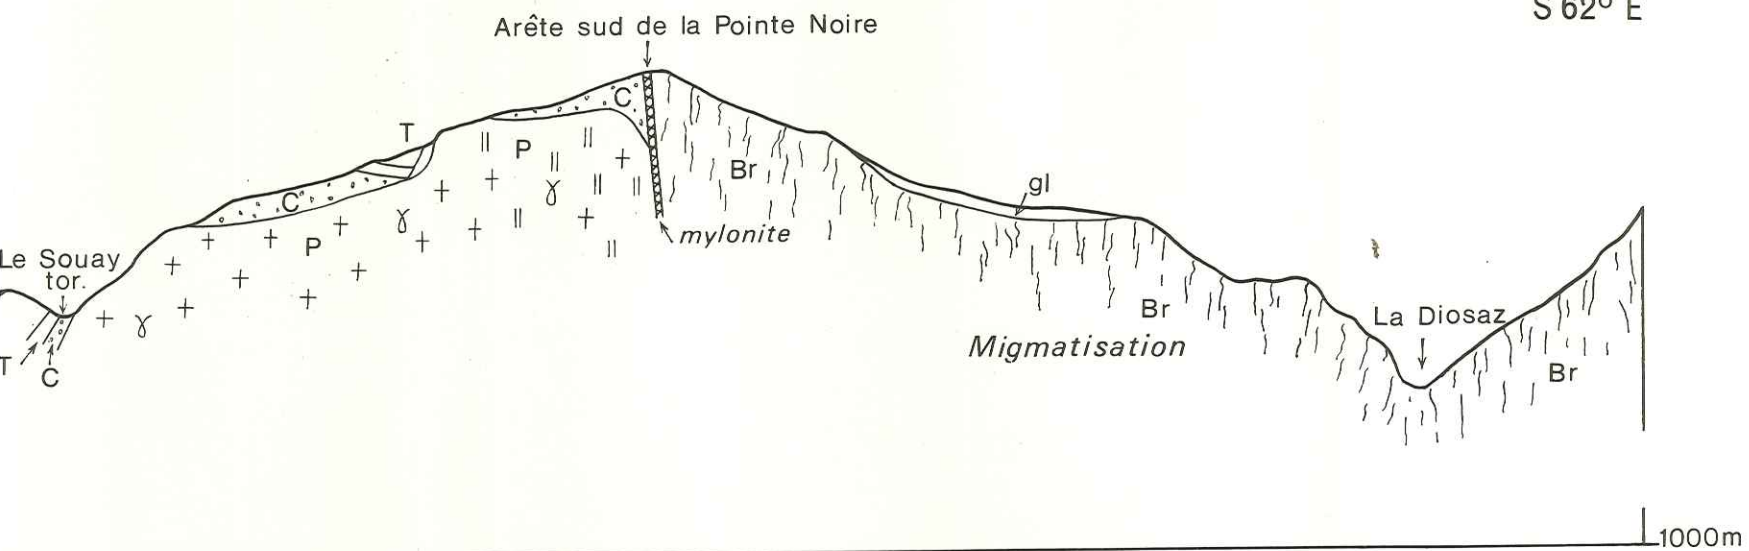 S 62° E
Arête sud de la Pointe Noire
C
T
P
Br
γ
gl
C
γ
P
mylonite
Le Souay
tor.
γ
Br
La Diosaz
Migmatisation
T
C
Br
1000m